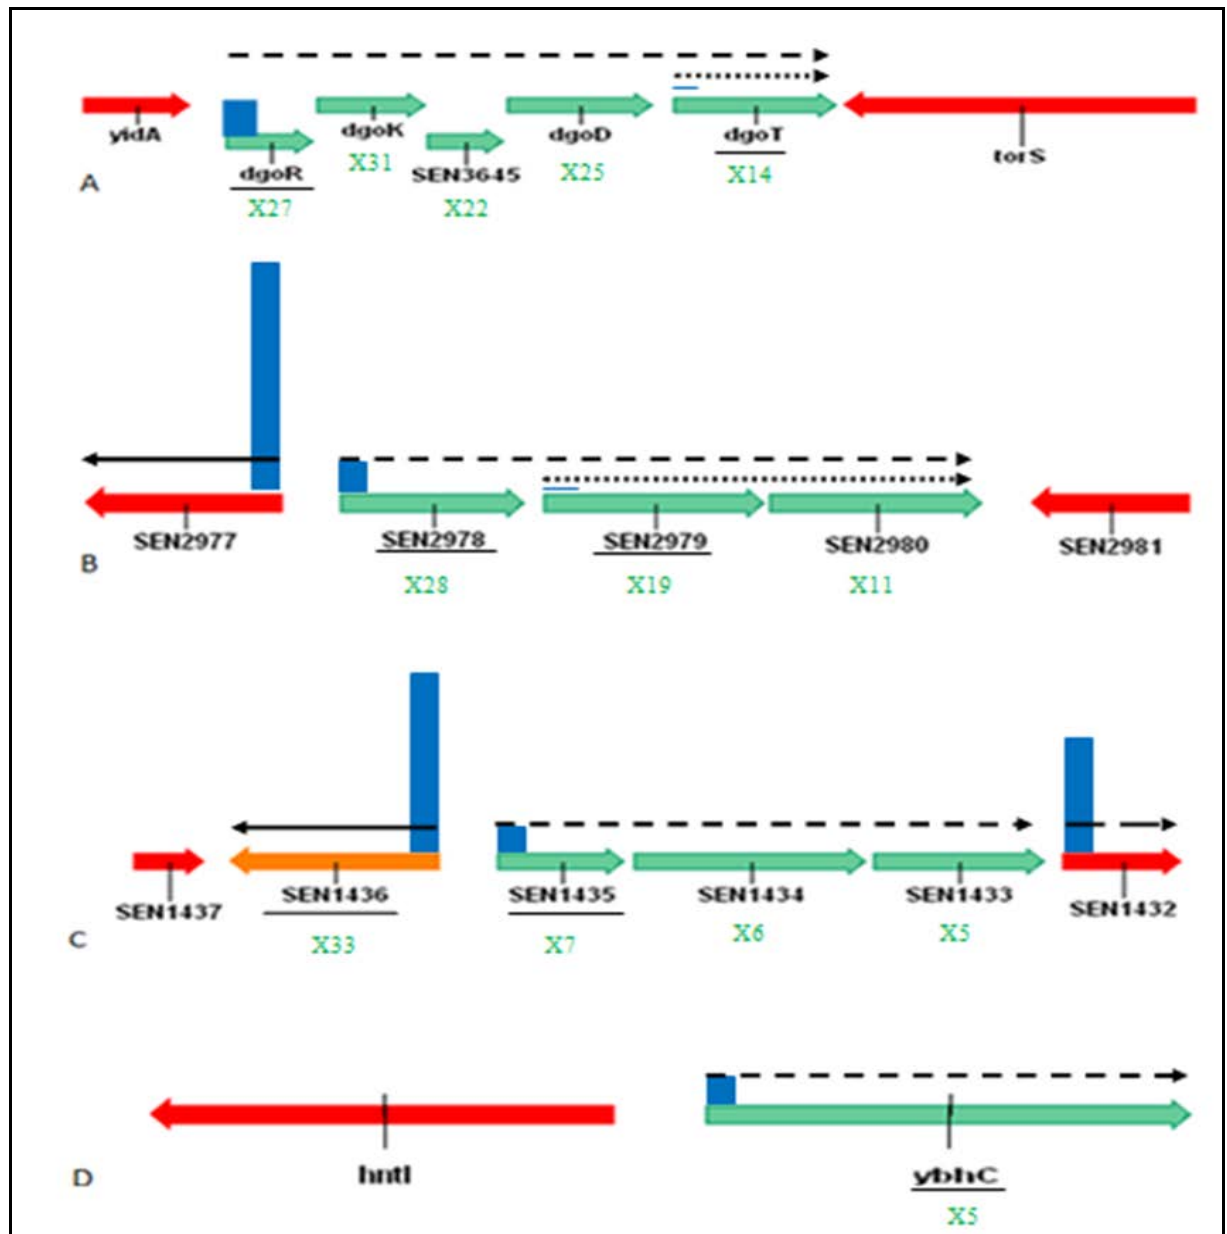 yidA
dgoR
X27
dgoK
X31
SEN3645
X22
dgoD
X25
dgoT
X14
torS
A
SEN2977
SEN2978
X28
SEN2979
X19
SEN2980
X11
SEN2981
B
SEN1437
SEN1436
X33
SEN1435
X7
SEN1434
X6
SEN1433
X5
SEN1432
C
D
ybhC
X5